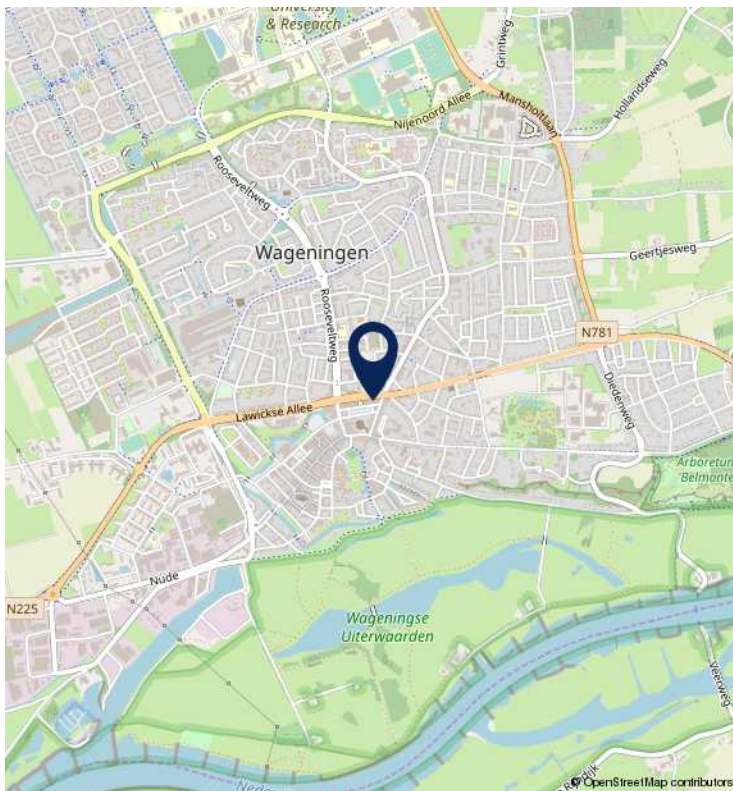 University
& Research
Grintweg
Hollandseweg
Mansholtlaan
Nijenoord Allee
Rooseveltweg
Wageningen
Geertjesweg
Rooseveltweg
N781
Diedenweg
Lawickse Allee
Arboretum
Belmonte
Nude
N225
Wageningse
Uiterwaarden
Veerweg
© OpenStreetMap contributors